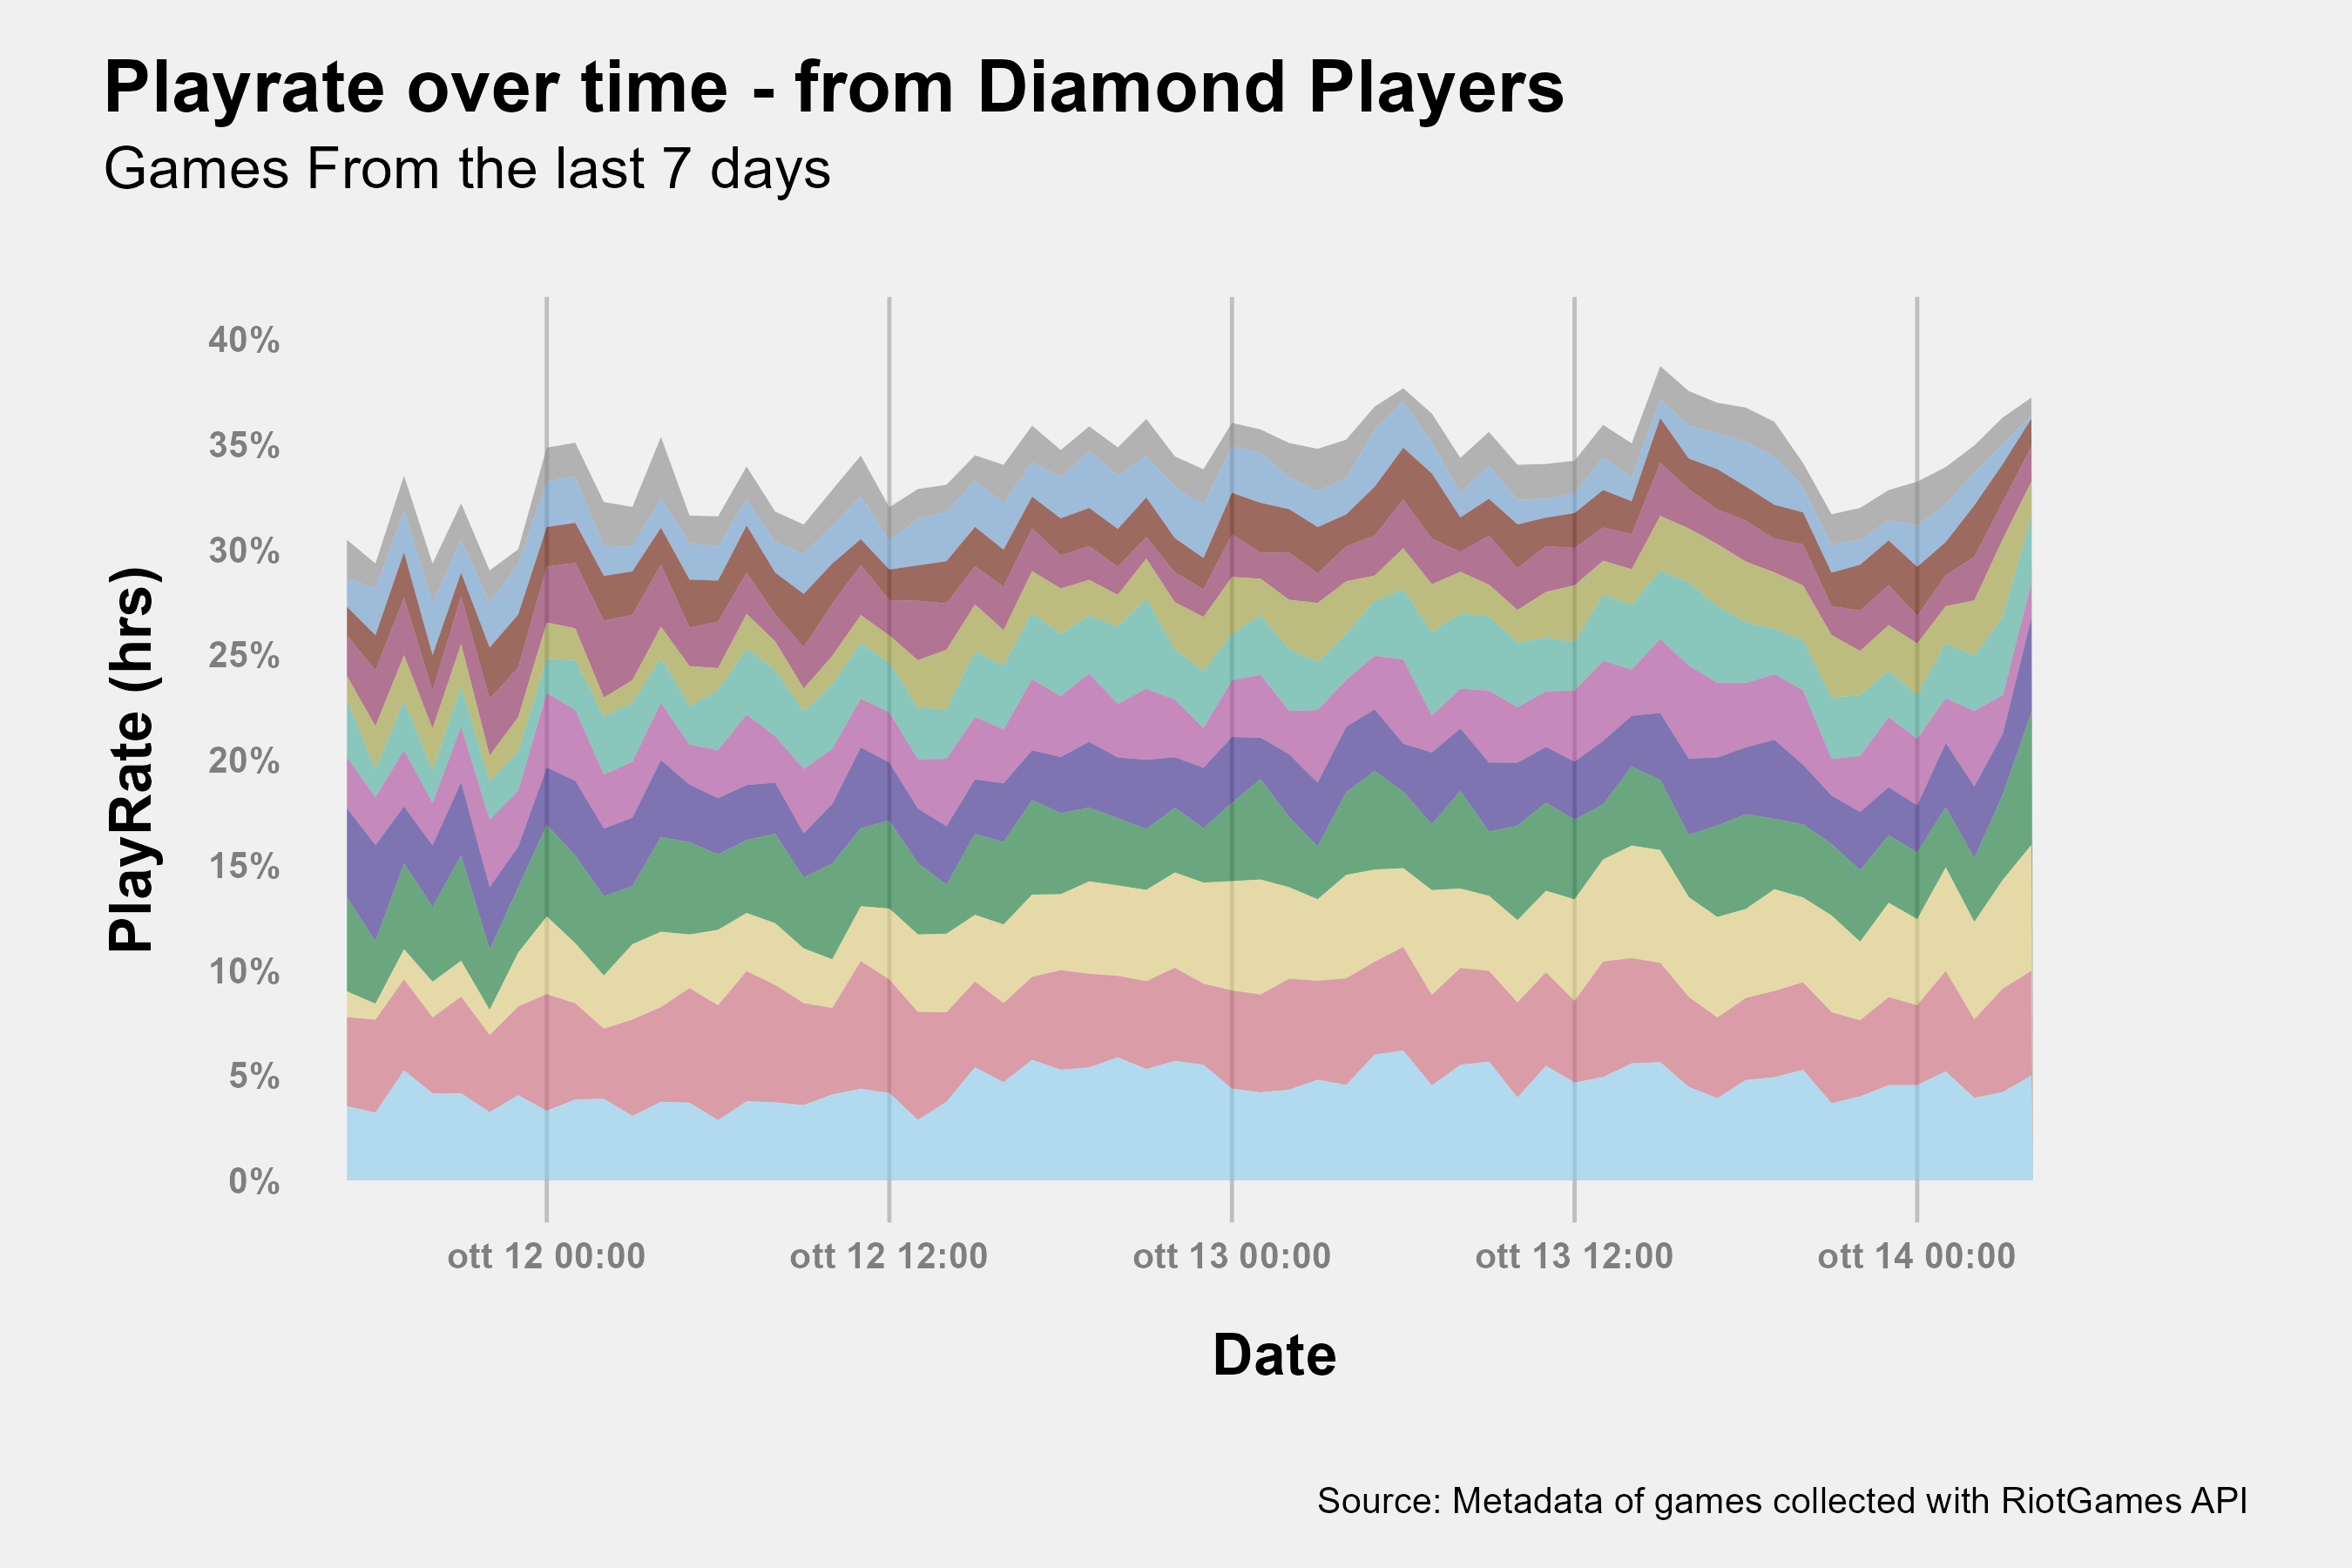 Playrate over time - from Diamond Players
Games From the last 7 days
PlayRate (hrs)
40%
35%
30%
25%
20%
15%
10%
5%
0%
ott 12 00:00
ott 12 12:00
ott 13 00:00
ott 13 12:00
ott 14 00:00
Date
Source: Metadata of games collected with RiotGames API